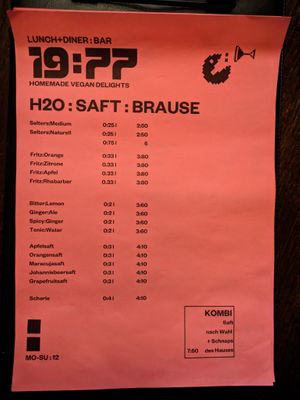 LUNCH+DINER:BAR
19:77
HOMEMADE VEGAN DELIGHTS
H2O : SAFT : BRAUSE
Selters:Medium 0:25 l 2:50
Selters:Naturell 0:25 l 2:50
0:75 l 6
Fritz:Orange 0.33 l 3:80
Fritz:Zitrone 0.33 l 3:80
Fritz:Apfel 0.33 l 3:80
Fritz:Rhabarber 0.33 l 3:80
Bitter:Lemon 0:2 l 3:60
Ginger:Ale 0:2 l 3:60
Spicy:Ginger 0:2 l 3:60
Tonic:Water 0:2 l 3:60
Apfelsaft 0:3 l 4:10
Orangensaft 0:3 l 4:10
Maracujasaft 0:3 l 4:10
Johannisbeersaft 0:3 l 4:10
Grapefruitsaft 0:3 l 4:10
Schorle 0:4 l 4:10
KOMBI
Saft
nach Wahl
+ Schnaps
7:50 des Hauses
MO-SU : 12